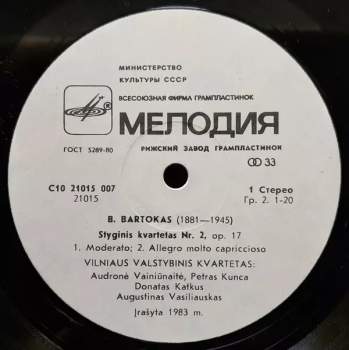 МИНИСТЕРСТВО
КУЛЬТУРЫ СССР
ВСЕСОЮЗНАЯ ФИРМА ГРАМПЛАСТИНОК
МЕЛОДИЯ
ГОСТ 5289-80
РИЖСКИЙ ЗАВОД ГРАМПЛАСТИНОК
33
С10 21015 007
21015
1 Стерео
Гр. 2. 1-20
B. BARTOKAS (1881—1945)
Styginis kvartetas Nr. 2, op. 17
1. Moderato; 2. Allegro molto capriccioso
VILNIAUS VALSTYBINIS KVARTETAS:
Audronė Vainiūnaitė, Petras Kunca
Donatas Katkus
Augustinas Vasiliauskas
Įrašyta 1983 m.